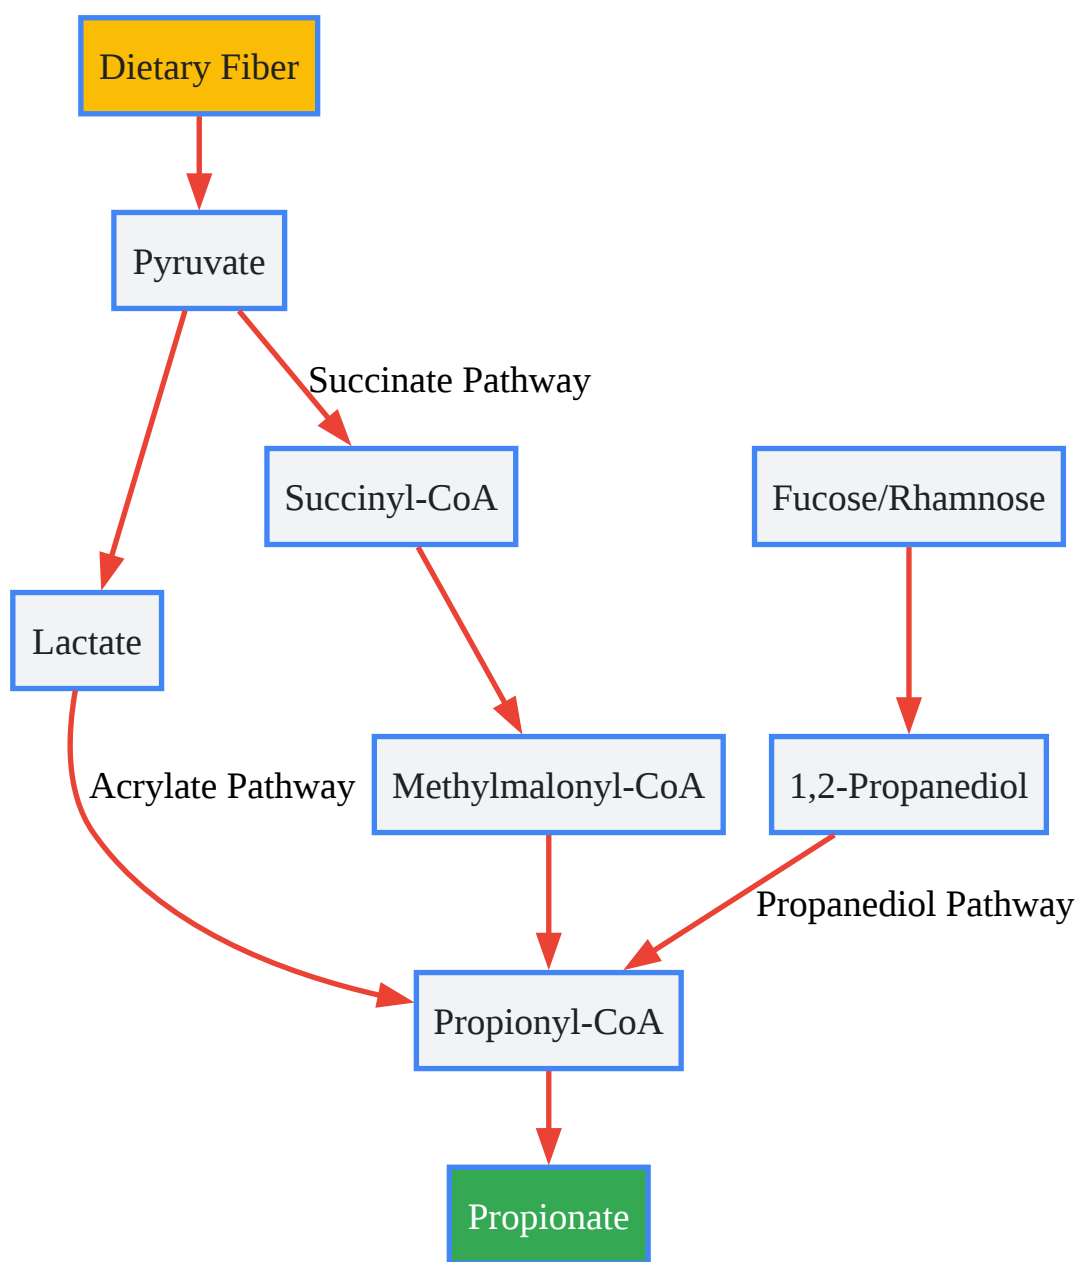 Dietary Fiber
Pyruvate
Succinate Pathway
Succinyl-CoA
Fucose/Rhamnose
Lactate
Acrylate Pathway
Methylmalonyl-CoA
1,2-Propanediol
Propanediol Pathway
Propionyl-CoA
Propionate